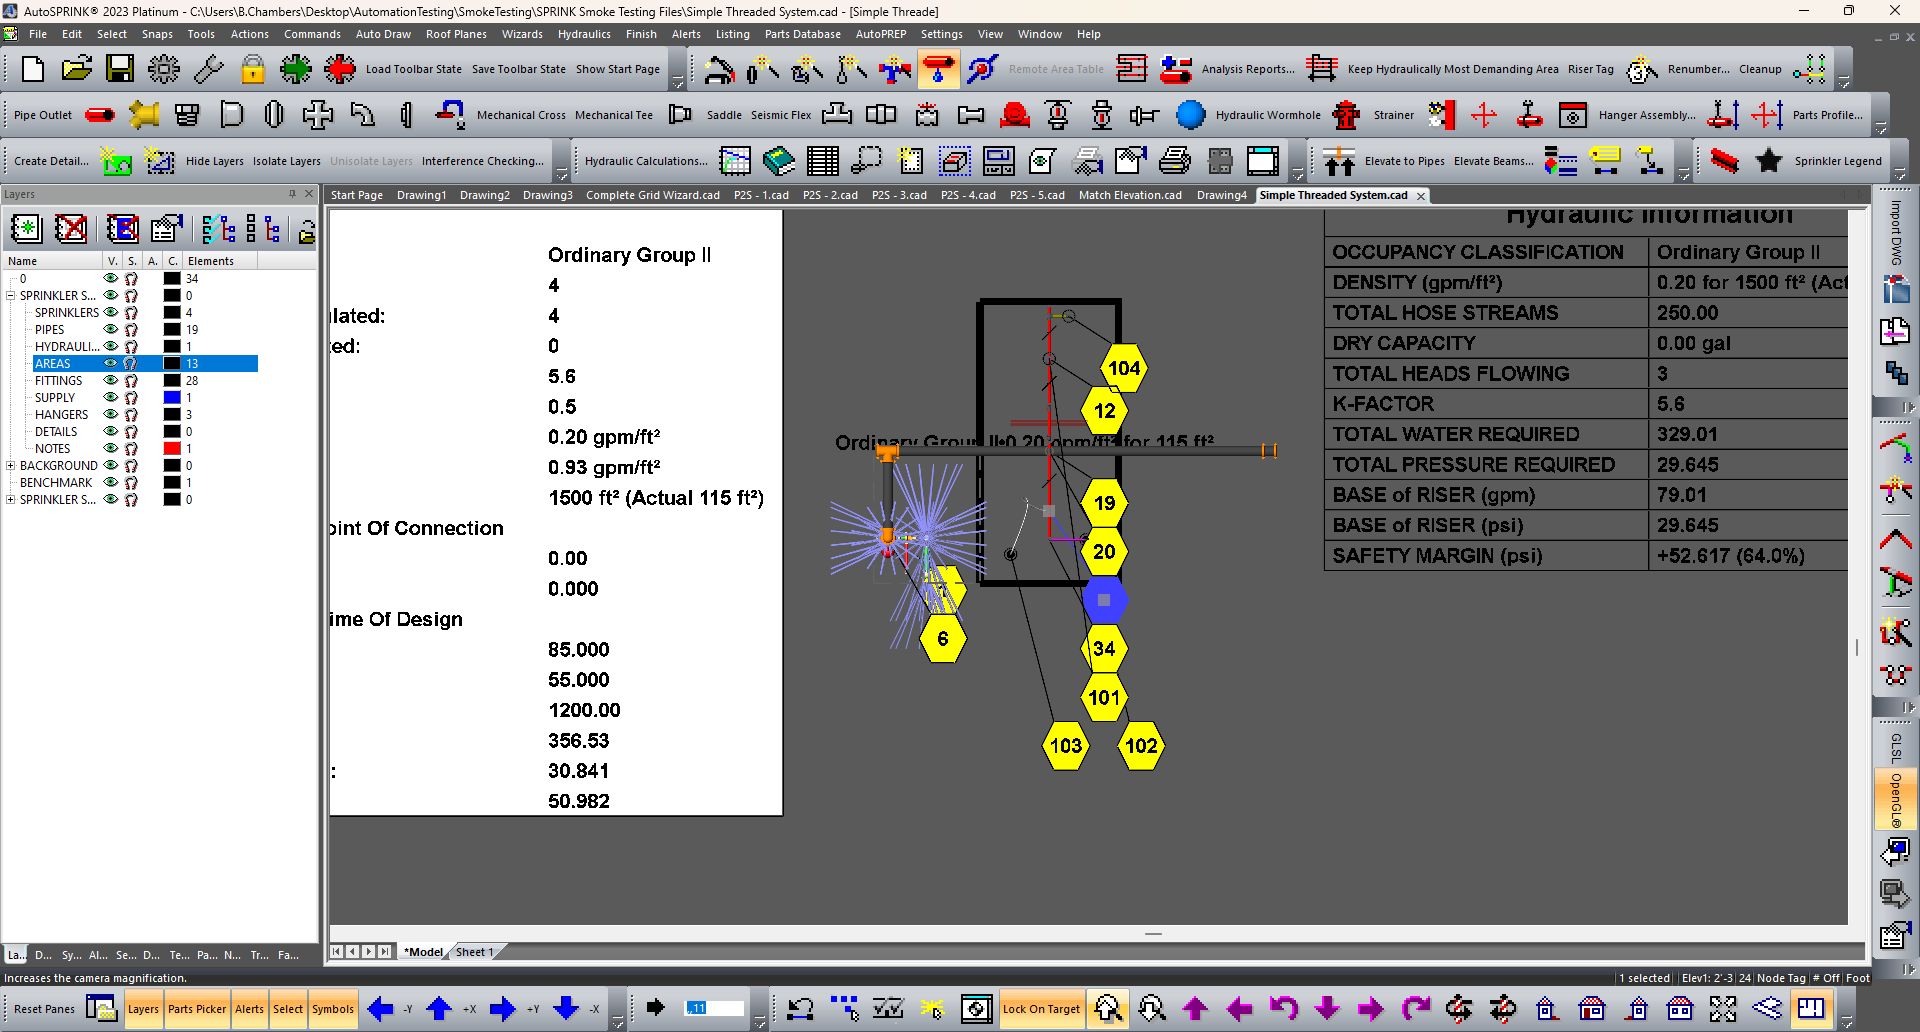 AutoSPRINK® 2023 Platinum - C:\Users\B.Chambers\Desktop\AutomationTesting\SmokeTesting\SPRINK Smoke Testing Files\Simple Threaded System.cad - [Simple Threade]
File Edit Select Snaps Tools Actions Commands Auto Draw Roof Planes Wizards Hydraulics Finish Alerts Listing Parts Database AutoPREP Settings View Window Help
Load Toolbar State Save Toolbar State Show Start Page Remote Area Table Analysis Reports... Keep Hydraulically Most Demanding Area Riser Tag Renumber... Cleanup
Pipe Outlet Mechanical Cross Mechanical Tee Saddle Seismic Flex Hydraulic Wormhole Strainer Hanger Assembly... Parts Profile...
Create Detail... Hide Layers Isolate Layers Unisolate Layers Interference Checking... Hydraulic Calculations... Elevate to Pipes Elevate Beams... Sprinkler Legend
Layers
Start Page Drawing1 Drawing2 Drawing3 Complete Grid Wizard.cad P2S - 1.cad P2S - 2.cad P2S - 3.cad P2S - 4.cad P2S - 5.cad Match Elevation.cad Drawing4 Simple Threaded System.cad
Name V. S. A. C. Elements
0 34
SPRINKLER S... 0
SPRINKLERS 4
PIPES 19
HYDRAULI... 1
AREAS 13
FITTINGS 28
SUPPLY 1
HANGERS 3
DETAILS 0
NOTES 1
BACKGROUND 0
BENCHMARK 1
SPRINKLER S... 0
Ordinary Group II
4
lated: 4
ed: 0
5.6
0.5
0.20 gpm/ft²
0.93 gpm/ft²
1500 ft² (Actual 115 ft²)
oint Of Connection
0.00
0.000
ime Of Design
85.000
55.000
1200.00
356.53
: 30.841
50.982
104
12
Ordinary Group II•0.20 gpm/ft² for 115 ft²
19
20
6
34
101
103 102
Hydraulic Information
OCCUPANCY CLASSIFICATION Ordinary Group II
DENSITY (gpm/ft²) 0.20 for 1500 ft² (Act
TOTAL HOSE STREAMS 250.00
DRY CAPACITY 0.00 gal
TOTAL HEADS FLOWING 3
K-FACTOR 5.6
TOTAL WATER REQUIRED 329.01
TOTAL PRESSURE REQUIRED 29.645
BASE of RISER (gpm) 79.01
BASE of RISER (psi) 29.645
SAFETY MARGIN (psi) +52.617 (64.0%)
Import DWG
GLSL
OpenGL®
La... D... Sy... Al... Se... D... Te... Pa... N... Tr... Fa...
*Model Sheet 1
Increases the camera magnification. 1 selected Elev1: 2'-3 24 Node Tag # Off Foot
Reset Panes Layers Parts Picker Alerts Select Symbols -Y +X +Y -X ,,11 Lock On Target